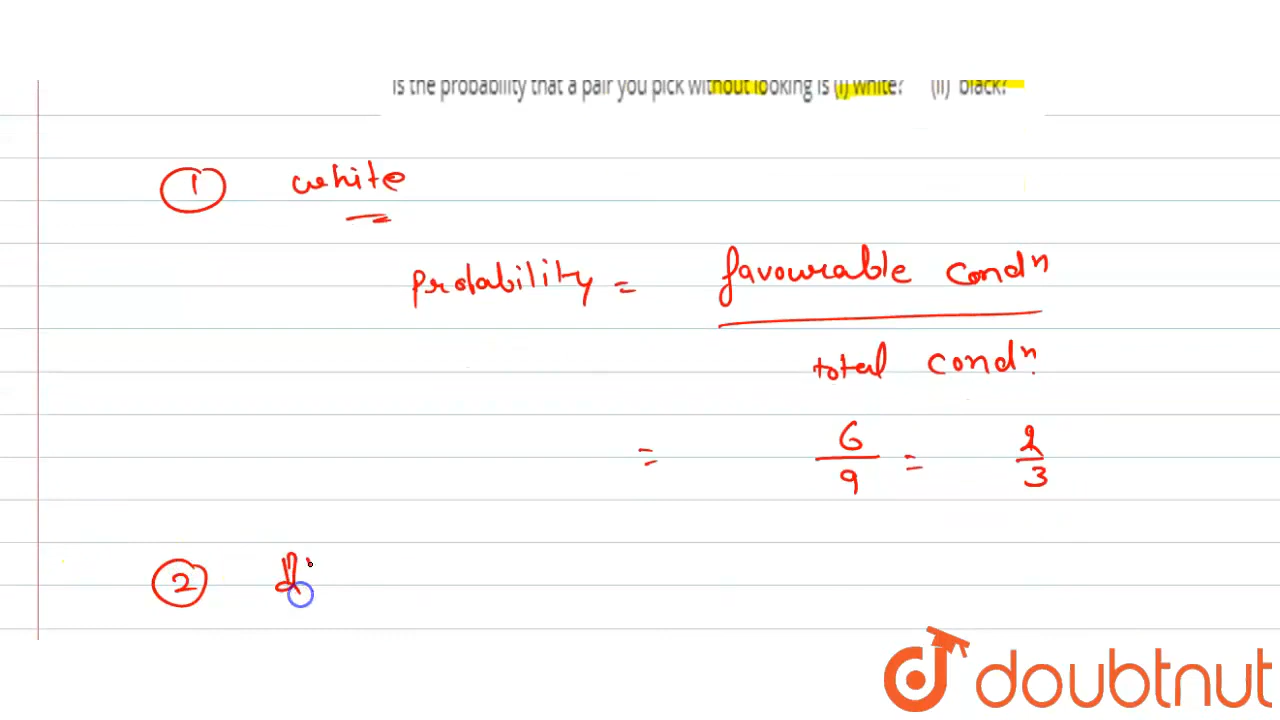 is the probability that a pair you pick without looking is (i) white? (ii) black?
1 white
Probability = favourable condn
total condn
= 6/9 = 2/3
2
doubtnut